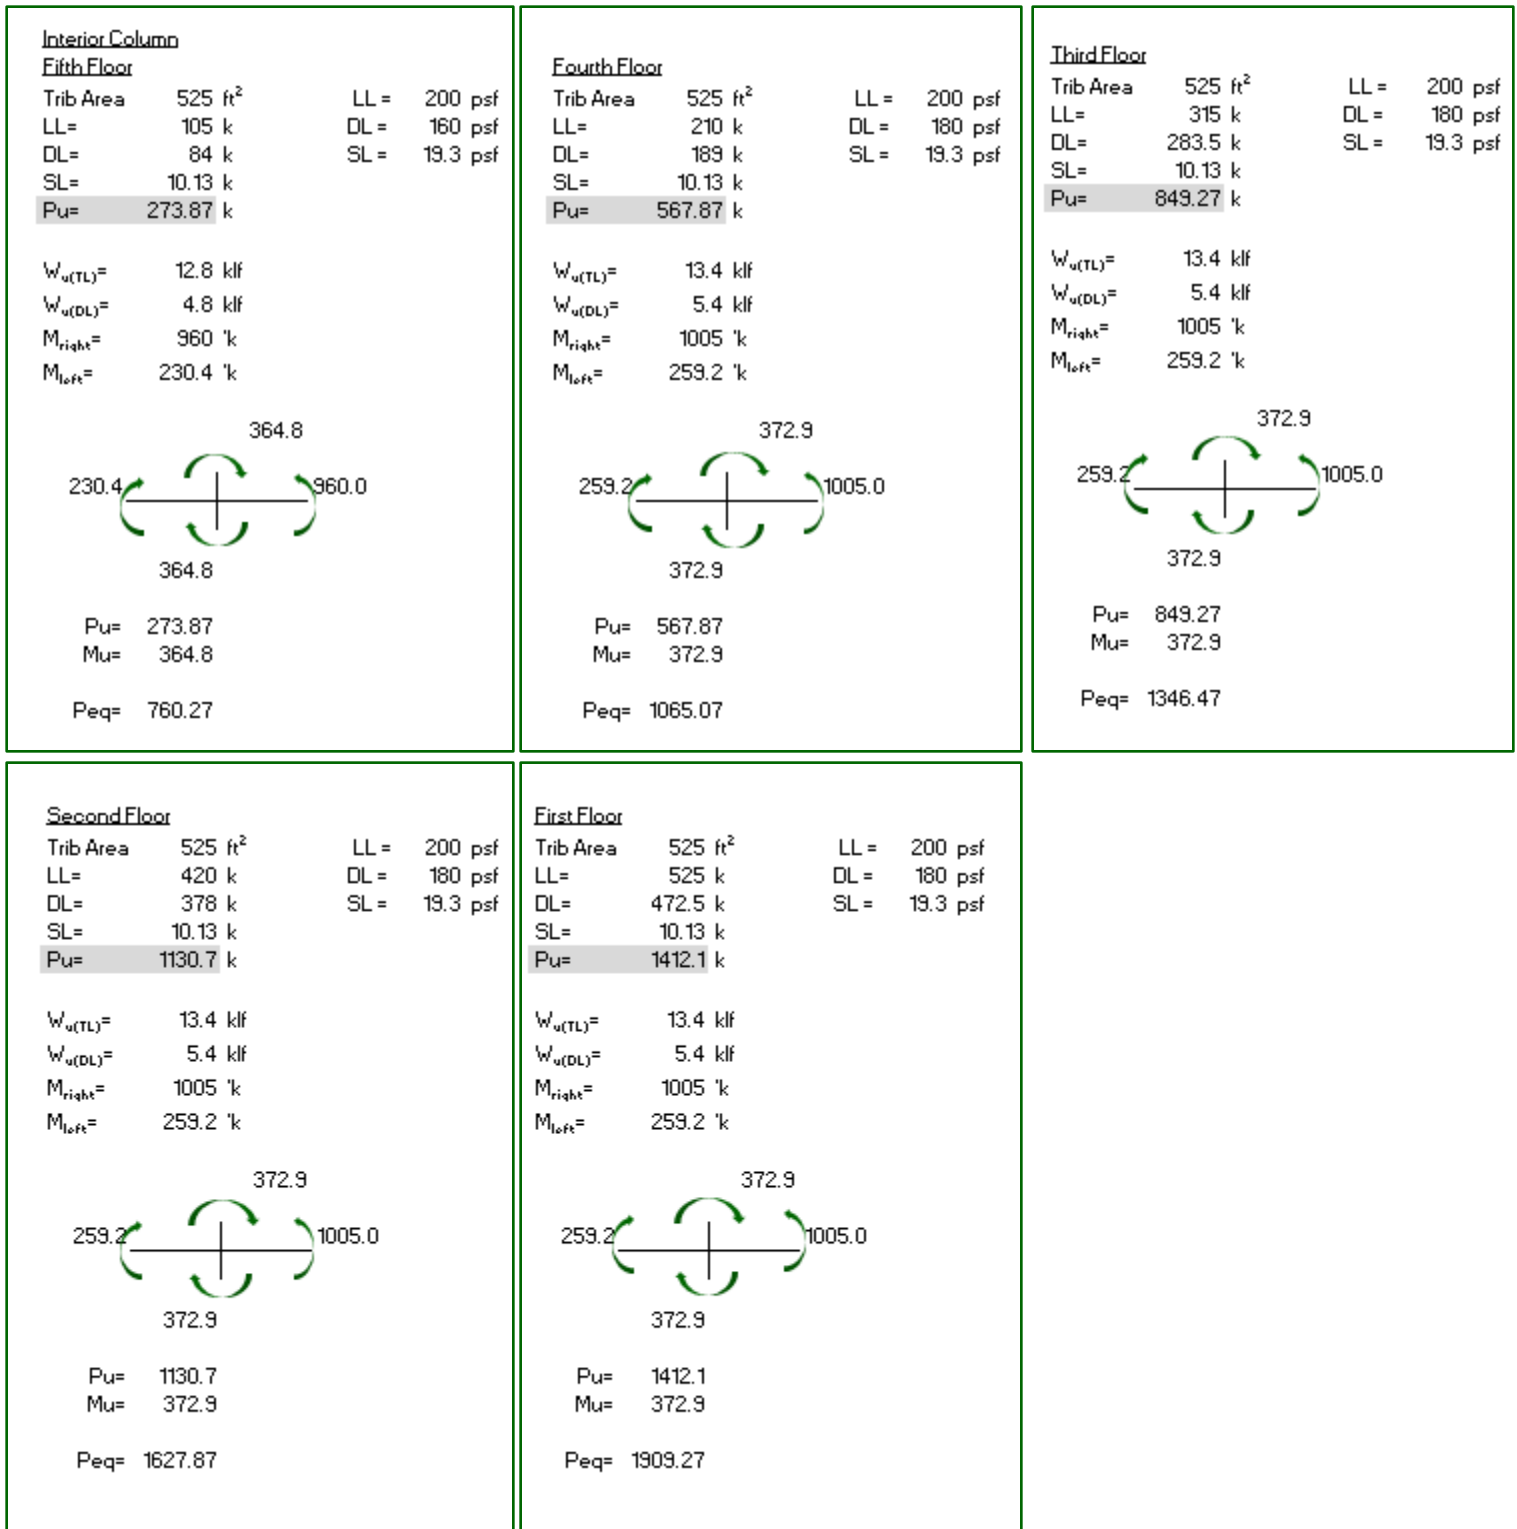 Interior Column
Fifth Floor
Trib Area 525 ft² LL = 200 psf
LL= 105 k DL = 160 psf
DL= 84 k SL = 19.3 psf
SL= 10.13 k
Pu= 273.87 k
Wu(TL)= 12.8 klf
Wu(DL)= 4.8 klf
Mright= 960 'k
Mleft= 230.4 'k
364.8
230.4 960.0
364.8
Pu= 273.87
Mu= 364.8
Peq= 760.27
Fourth Floor
Trib Area 525 ft² LL = 200 psf
LL= 210 k DL = 180 psf
DL= 189 k SL = 19.3 psf
SL= 10.13 k
Pu= 567.87 k
Wu(TL)= 13.4 klf
Wu(DL)= 5.4 klf
Mright= 1005 'k
Mleft= 259.2 'k
372.9
259.2 1005.0
372.9
Pu= 567.87
Mu= 372.9
Peq= 1065.07
Third Floor
Trib Area 525 ft² LL = 200 psf
LL= 315 k DL = 180 psf
DL= 283.5 k SL = 19.3 psf
SL= 10.13 k
Pu= 849.27 k
Wu(TL)= 13.4 klf
Wu(DL)= 5.4 klf
Mright= 1005 'k
Mleft= 259.2 'k
372.9
259.2 1005.0
372.9
Pu= 849.27
Mu= 372.9
Peq= 1346.47
Second Floor
Trib Area 525 ft² LL = 200 psf
LL= 420 k DL = 180 psf
DL= 378 k SL = 19.3 psf
SL= 10.13 k
Pu= 1130.7 k
Wu(TL)= 13.4 klf
Wu(DL)= 5.4 klf
Mright= 1005 'k
Mleft= 259.2 'k
372.9
259.2 1005.0
372.9
Pu= 1130.7
Mu= 372.9
Peq= 1627.87
First Floor
Trib Area 525 ft² LL = 200 psf
LL= 525 k DL = 180 psf
DL= 472.5 k SL = 19.3 psf
SL= 10.13 k
Pu= 1412.1 k
Wu(TL)= 13.4 klf
Wu(DL)= 5.4 klf
Mright= 1005 'k
Mleft= 259.2 'k
372.9
259.2 1005.0
372.9
Pu= 1412.1
Mu= 372.9
Peq= 1909.27